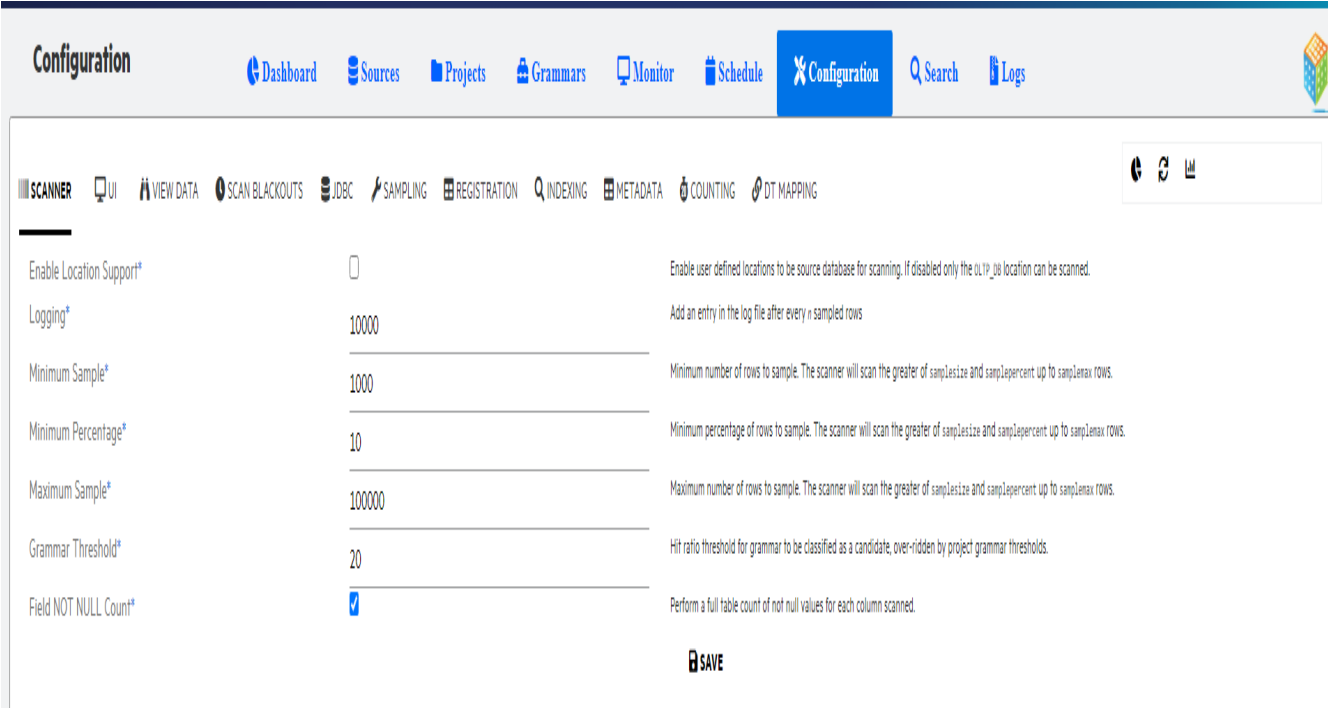 Configuration
Dashboard Sources Projects Grammars Monitor Schedule Configuration Search Logs
SCANNER UI VIEW DATA SCAN BLACKOUTS JDBC SAMPLING REGISTRATION INDEXING METADATA COUNTING DT MAPPING
Enable Location Support* Enable user defined locations to be source database for scanning. If disabled only the OLTP_DB location can be scanned.
Logging* 10000 Add an entry in the log file after every n sampled rows
Minimum Sample* 1000 Minimum number of rows to sample. The scanner will scan the greater of samplesize and samplepercent up to samplemax rows.
Minimum Percentage* 10 Minimum percentage of rows to sample. The scanner will scan the greater of samplesize and samplepercent up to samplemax rows.
Maximum Sample* 100000 Maximum number of rows to sample. The scanner will scan the greater of samplesize and samplepercent up to samplemax rows.
Grammar Threshold* 20 Hit ratio threshold for grammar to be classified as a candidate, over-ridden by project grammar thresholds.
Field NOT NULL Count* Perform a full table count of not null values for each column scanned.
SAVE